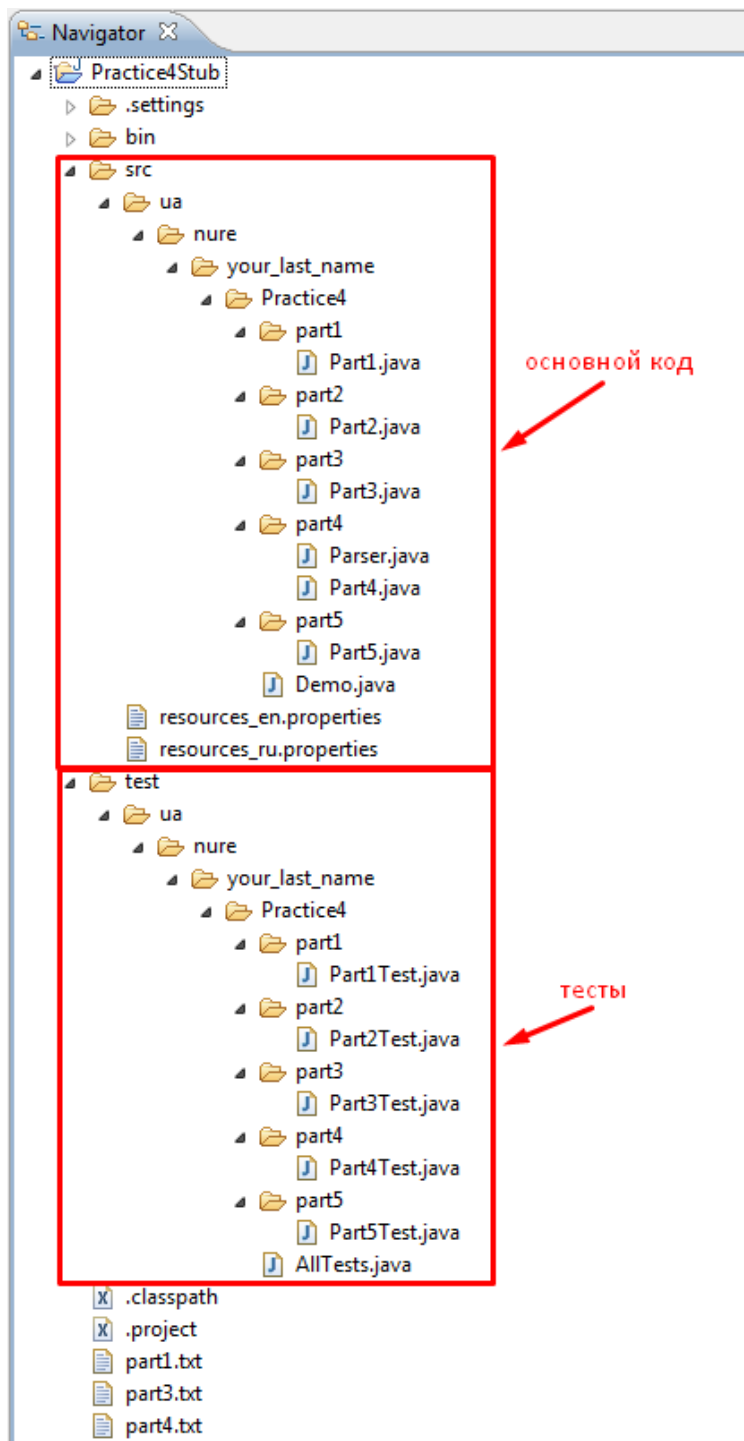 Navigator
Practice4Stub
.settings
bin
src
ua
nure
your_last_name
Practice4
part1
Part1.java
part2
Part2.java
part3
Part3.java
part4
Parser.java
Part4.java
part5
Part5.java
Demo.java
resources_en.properties
resources_ru.properties
основной код
test
ua
nure
your_last_name
Practice4
part1
Part1Test.java
part2
Part2Test.java
part3
Part3Test.java
part4
Part4Test.java
part5
Part5Test.java
AllTests.java
тесты
.classpath
.project
part1.txt
part3.txt
part4.txt